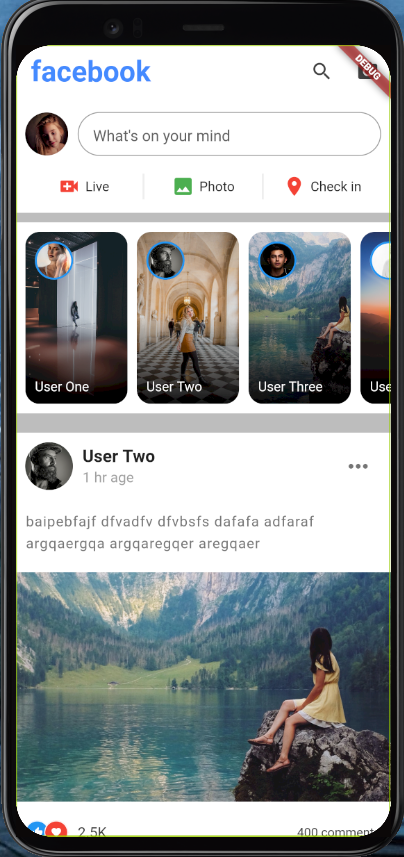 facebook
DEBUG
What's on your mind
Live
Photo
Check in
User One
User Two
User Three
Use
User Two
1 hr age
baipebfajf dfvadfv dfvbsfs dafafa adfaraf
argqaergqa argqaregqer aregqaer
2.5K
400 comments